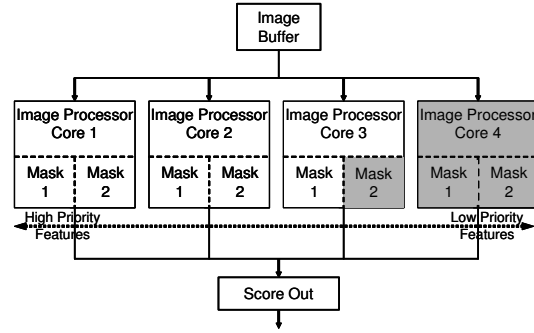 Image
Buffer
Image Processor
Core 1
Image Processor
Core 2
Image Processor
Core 3
Image Processor
Core 4
Mask
1
Mask
2
Mask
1
Mask
2
Mask
1
Mask
2
Mask
1
Mask
2
High Priority
Features
Low Priority
Features
Score Out